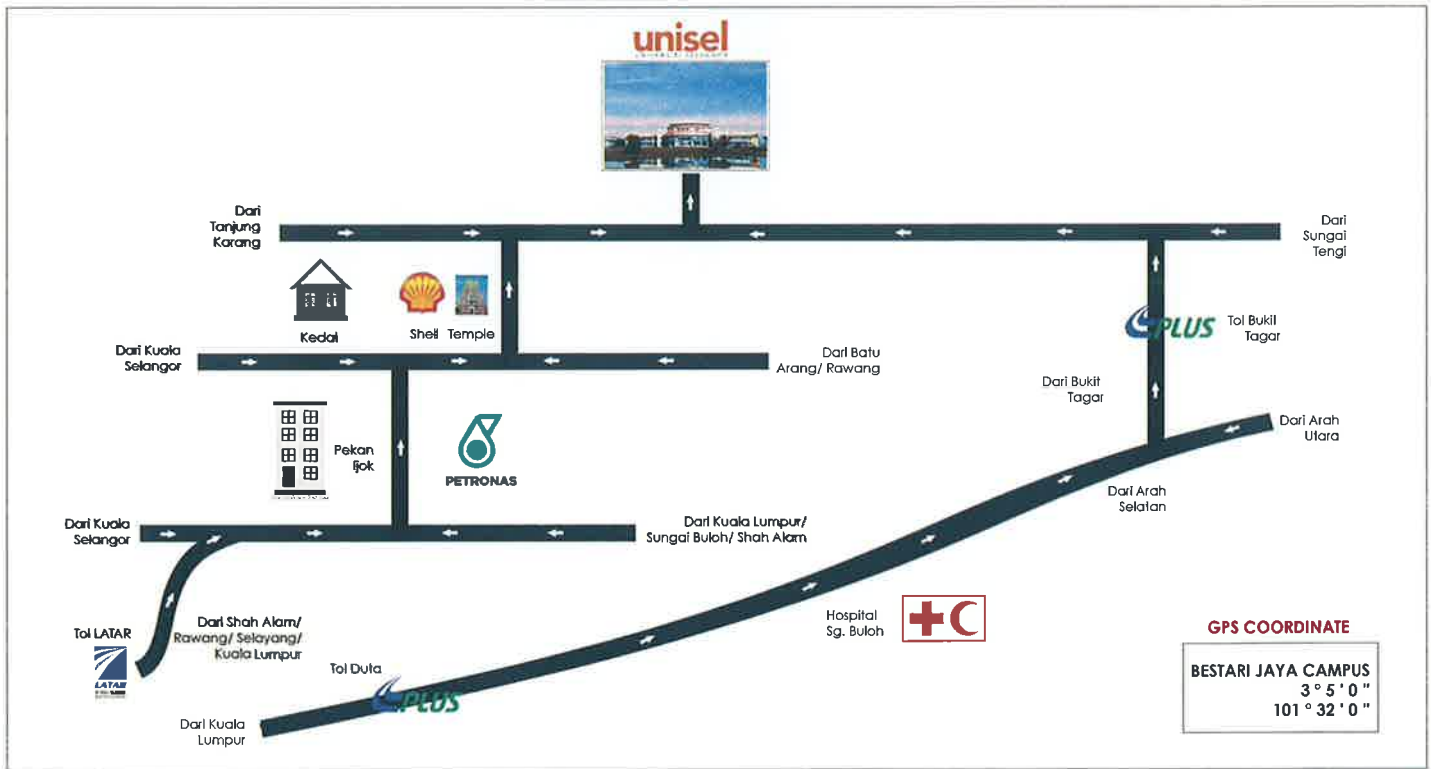 unisel
Dari
Tanjung
Karang
Dari
Sungai
Tengi
Kedai
Shell
Temple
PLUS
Tol Bukit
Tagar
Dari Kuala
Selangor
Dari Batu
Arang/ Rawang
Dari Bukit
Tagar
Dari Arah
Utara
Pekan
Ijok
PETRONAS
Dari Arah
Selatan
Dari Kuala
Selangor
Dari Kuala Lumpur/
Sungai Buloh/ Shah Alam
Hospital
Sg. Buloh
Dari Shah Alam/
Rawang/ Selayang/
Kuala Lumpur
Tol LATAR
LATAR
Tol Duta
PLUS
Dari Kuala
Lumpur
GPS COORDINATE
BESTARI JAYA CAMPUS
3 ° 5 ' 0 "
101 ° 32 ' 0 "